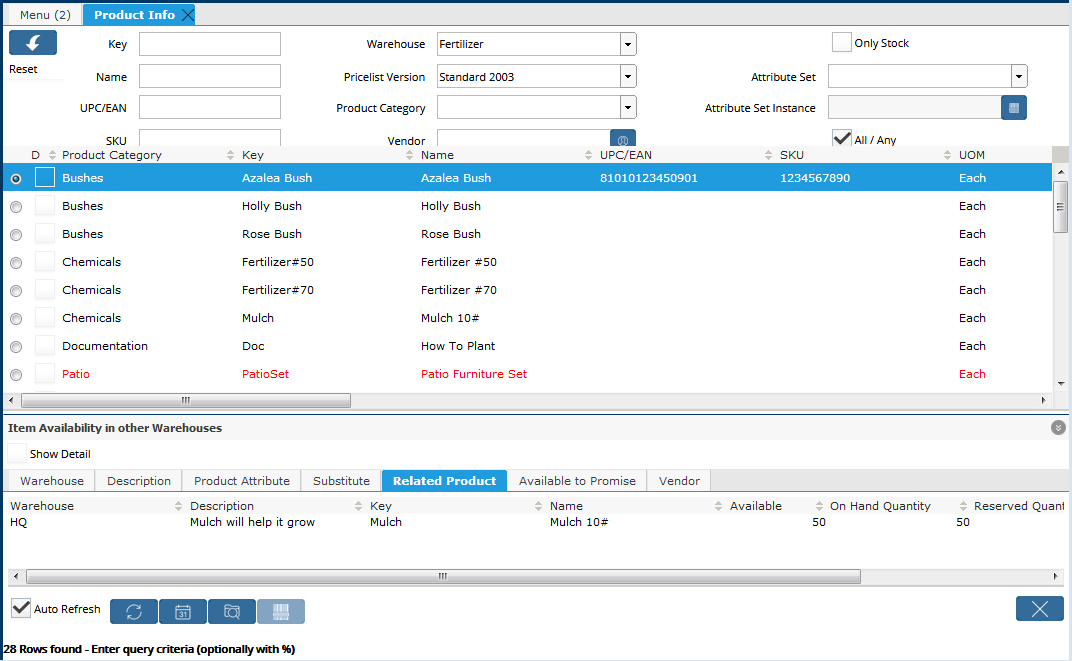 Menu (2) Product Info
Key Warehouse Fertilizer Only Stock
Reset
Name Pricelist Version Standard 2003 Attribute Set
UPC/EAN Product Category Attribute Set Instance
SKU Vendor All / Any
D Product Category Key Name UPC/EAN SKU UOM
Bushes Azalea Bush Azalea Bush 81010123450901 1234567890 Each
Bushes Holly Bush Holly Bush Each
Bushes Rose Bush Rose Bush Each
Chemicals Fertilizer#50 Fertilizer #50 Each
Chemicals Fertilizer#70 Fertilizer #70 Each
Chemicals Mulch Mulch 10# Each
Documentation Doc How To Plant Each
Patio PatioSet Patio Furniture Set Each
Item Availability in other Warehouses
Show Detail
Warehouse Description Product Attribute Substitute Related Product Available to Promise Vendor
Warehouse Description Key Name Available On Hand Quantity Reserved Quant
HQ Mulch will help it grow Mulch Mulch 10# 50 50
Auto Refresh 31
28 Rows found - Enter query criteria (optionally with %)